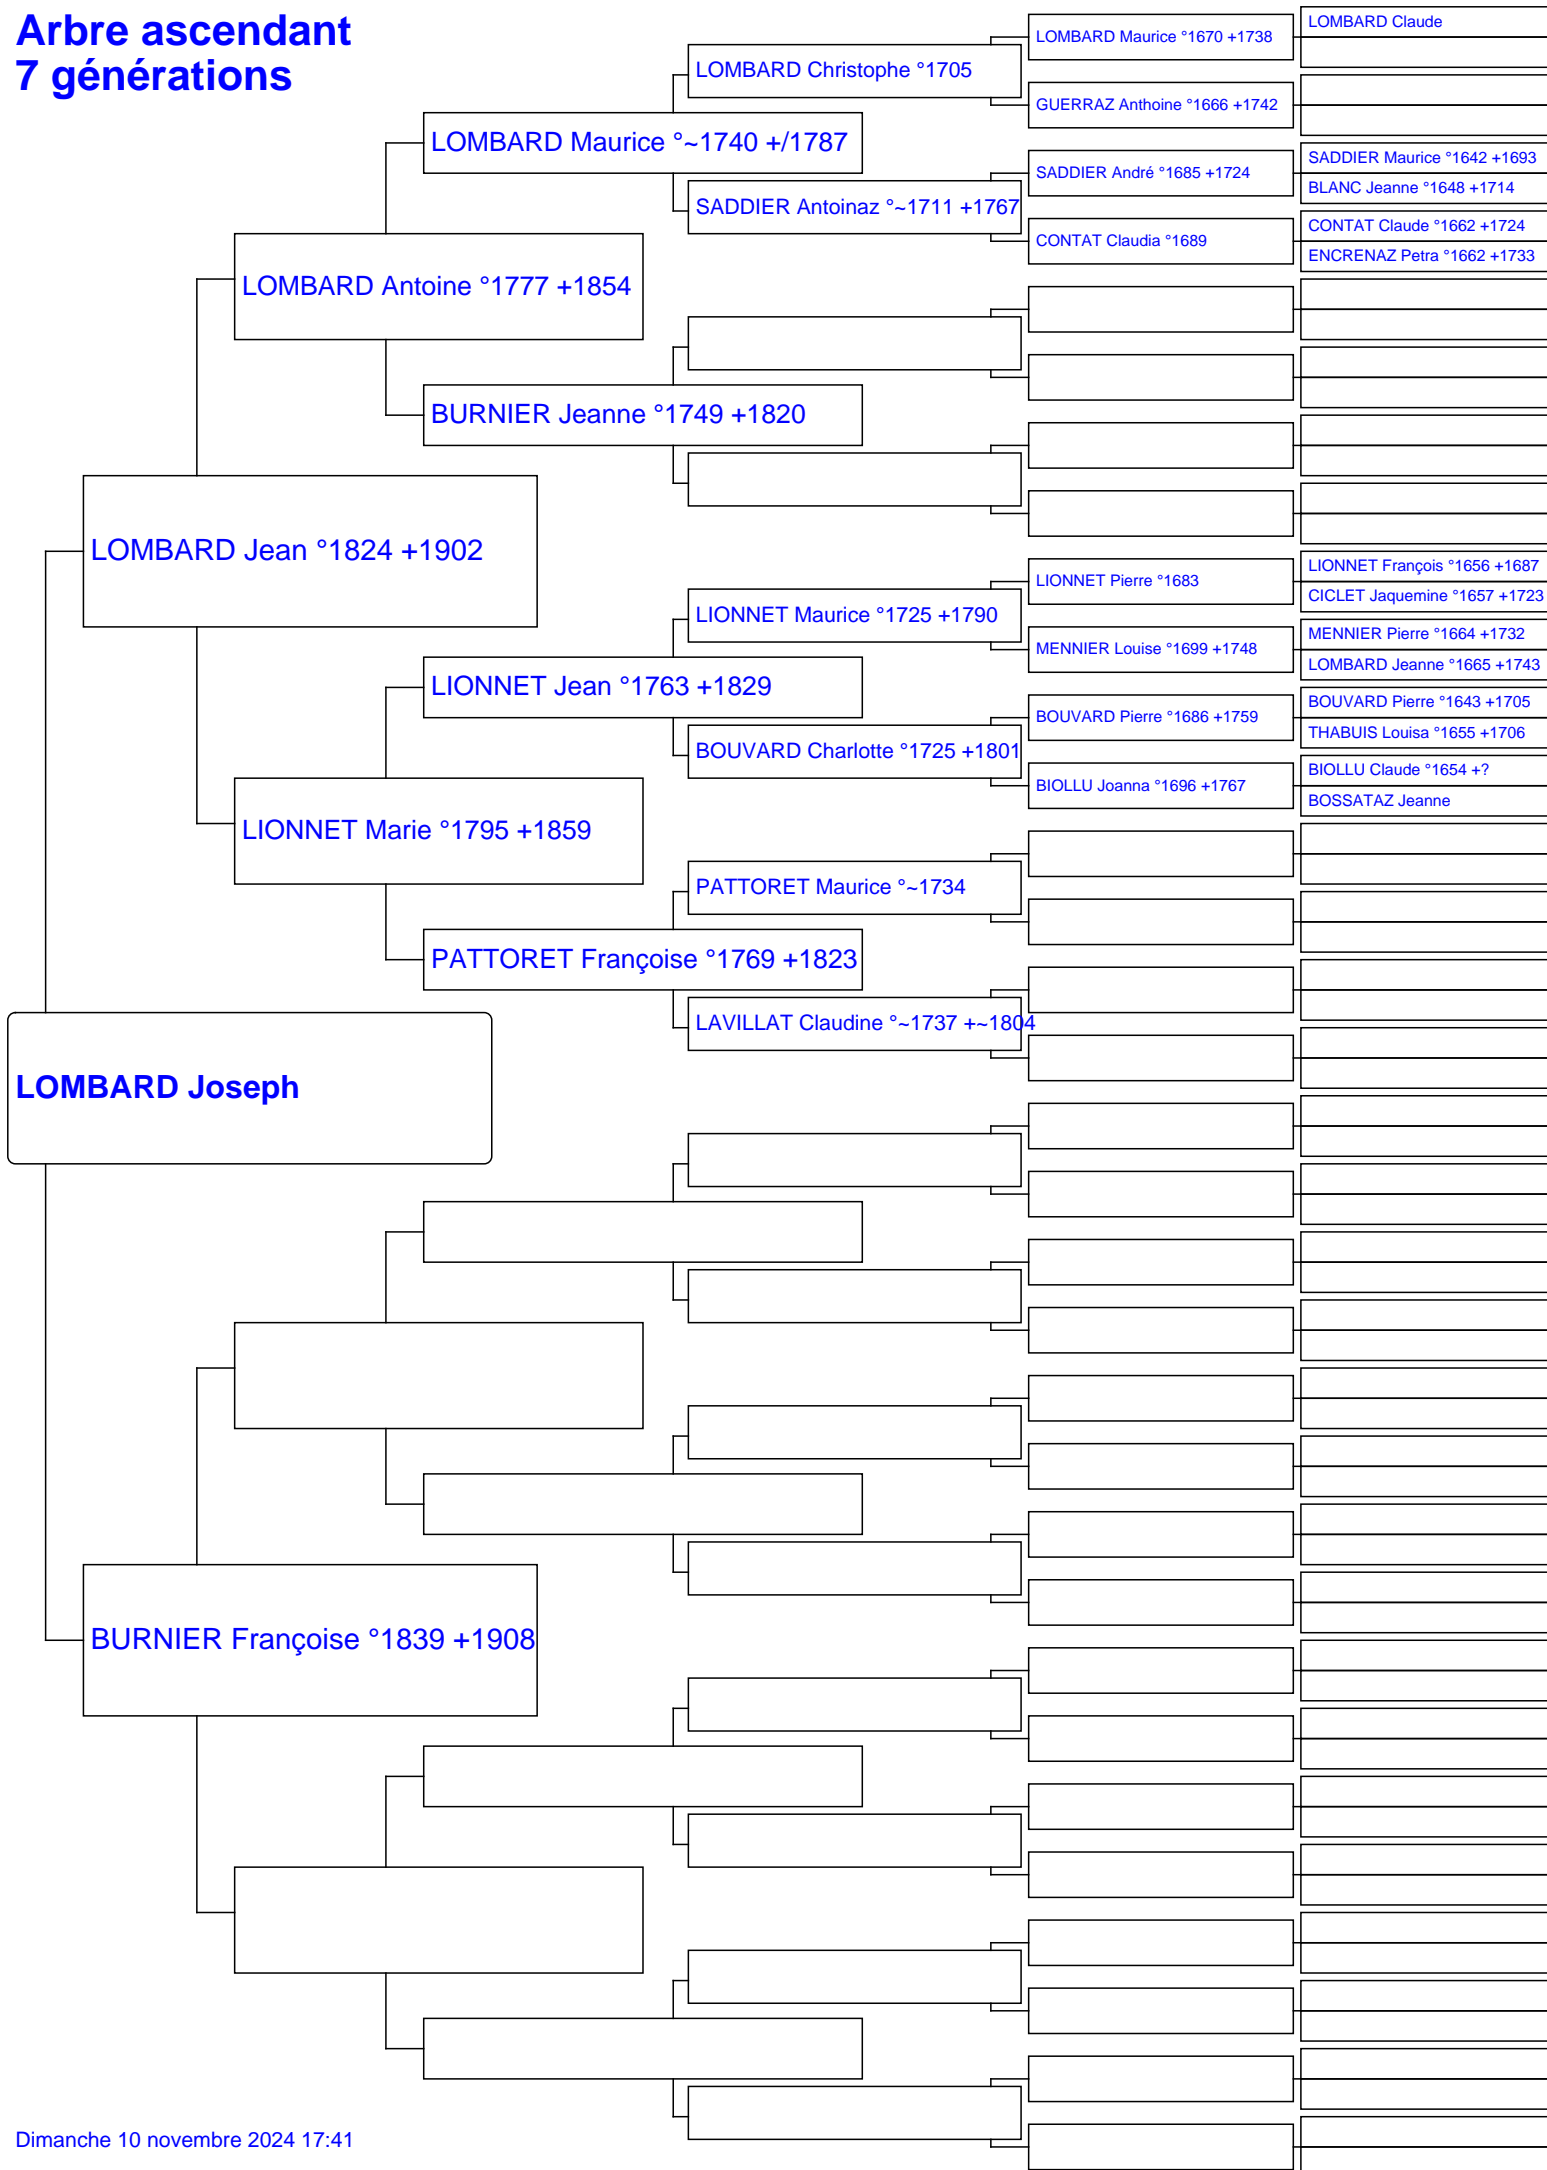 Arbre ascendant
7 générations
LOMBARD Joseph
LOMBARD Jean °1824 +1902
BURNIER Françoise °1839 +1908
LOMBARD Antoine °1777 +1854
LIONNET Marie °1795 +1859
LOMBARD Maurice °~1740 +/1787
BURNIER Jeanne °1749 +1820
LIONNET Jean °1763 +1829
PATTORET Françoise °1769 +1823
LOMBARD Christophe °1705
SADDIER Antoinaz °~1711 +1767
LIONNET Maurice °1725 +1790
BOUVARD Charlotte °1725 +1801
PATTORET Maurice °~1734
LAVILLAT Claudine °~1737 +~1804
LOMBARD Maurice °1670 +1738
GUERRAZ Anthoine °1666 +1742
SADDIER André °1685 +1724
CONTAT Claudia °1689
LIONNET Pierre °1683
MENNIER Louise °1699 +1748
BOUVARD Pierre °1686 +1759
BIOLLU Joanna °1696 +1767
LOMBARD Claude
SADDIER Maurice °1642 +1693
BLANC Jeanne °1648 +1714
CONTAT Claude °1662 +1724
ENCRENAZ Petra °1662 +1733
LIONNET François °1656 +1687
CICLET Jaquemine °1657 +1723
MENNIER Pierre °1664 +1732
LOMBARD Jeanne °1665 +1743
BOUVARD Pierre °1643 +1705
THABUIS Louisa °1655 +1706
BIOLLU Claude °1654 +?
BOSSATAZ Jeanne
Dimanche 10 novembre 2024 17:41